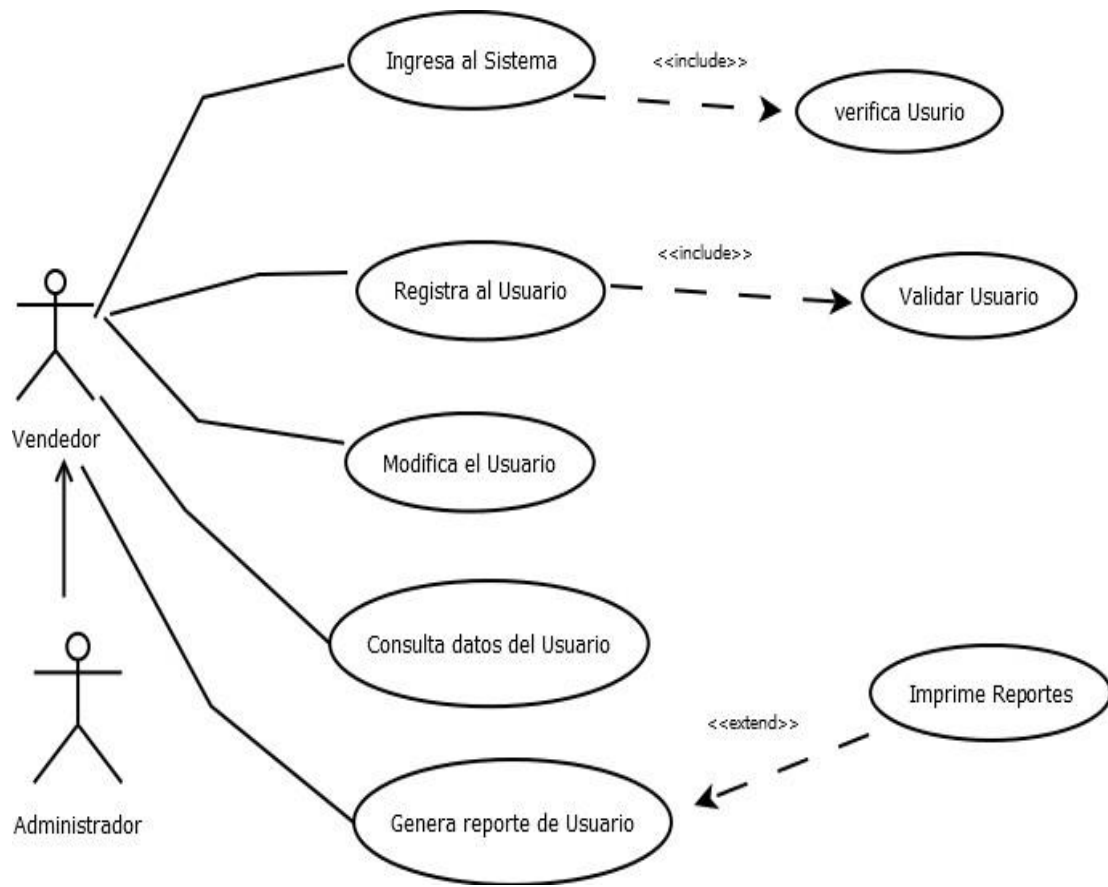 Ingresa al Sistema
<<include>>
verifica Usurio
Registra al Usuario
<<include>>
Validar Usuario
Vendedor
Modifica el Usuario
Consulta datos del Usuario
Imprime Reportes
<<extend>>
Genera reporte de Usuario
Administrador